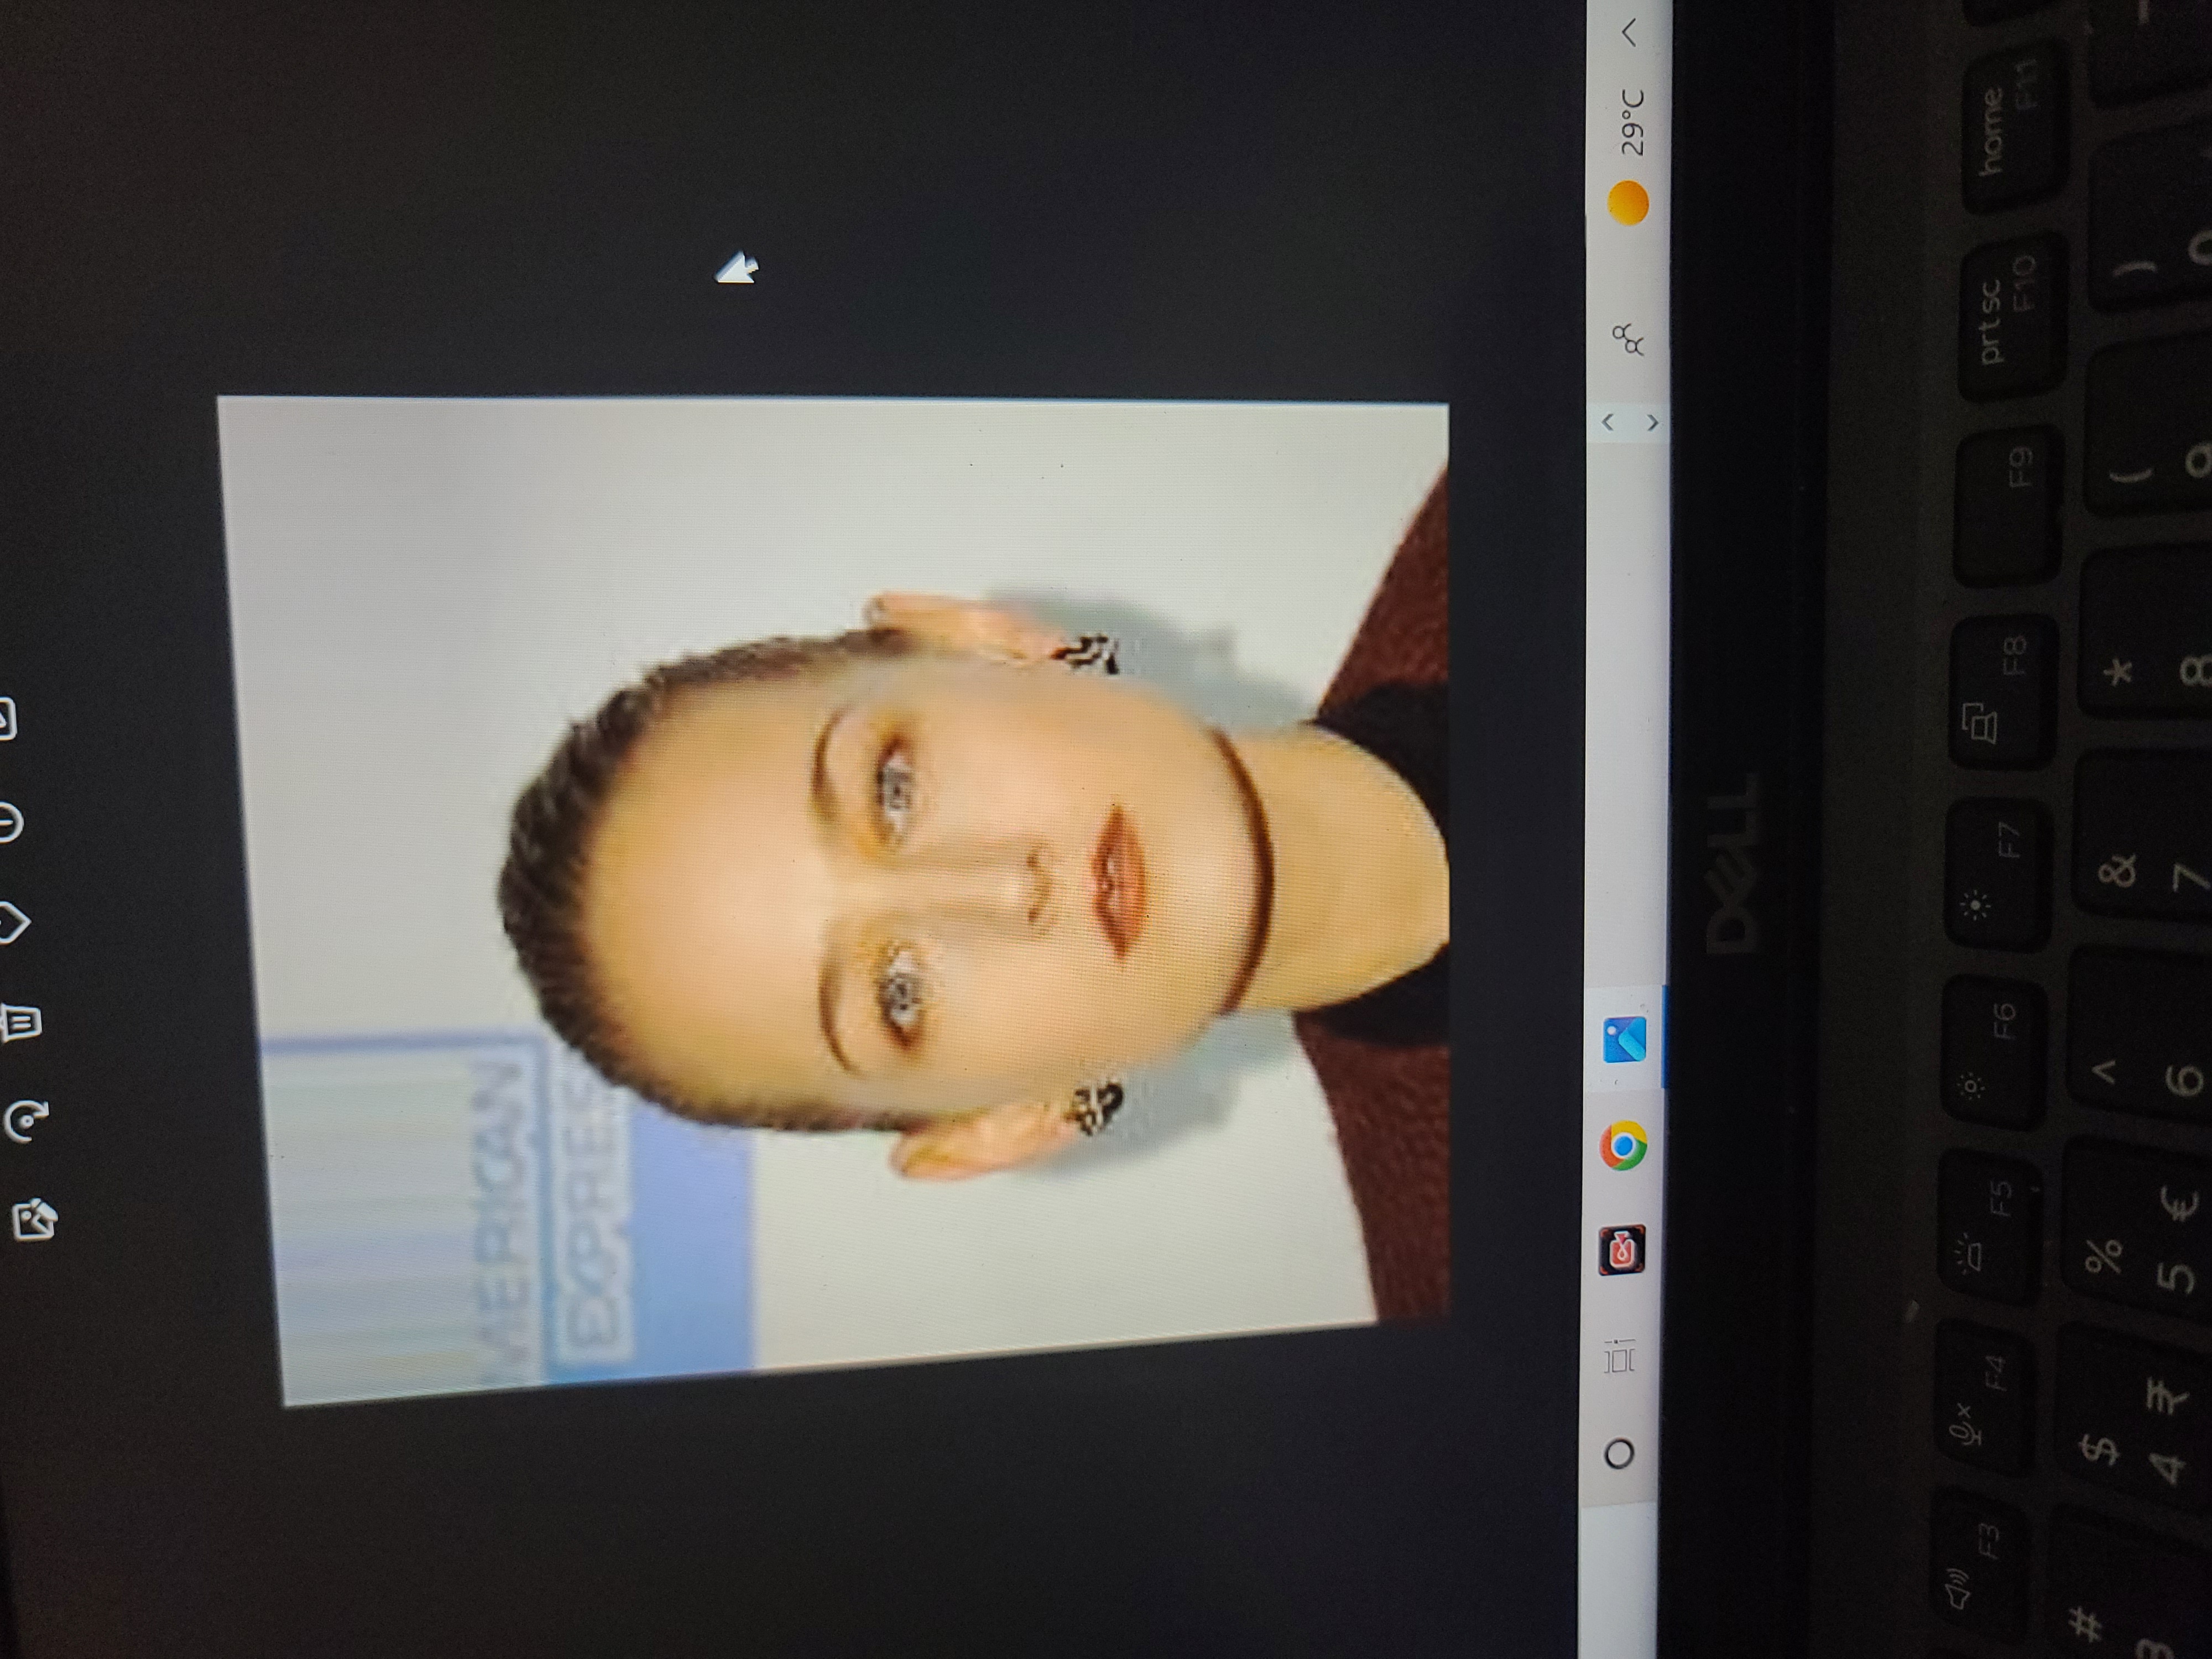 MERICAN
EXPRES
29°C
DELL
F3 F4 F5 F6 F7 F8 F9 prt sc F10 home F11
# $ % ^ & * ( )
3 4 ₹ 5 € 6 7 8 9 0